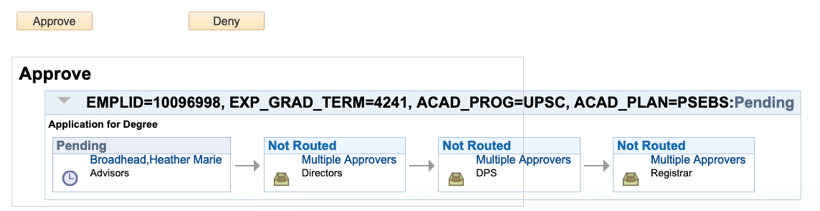 Approve Deny
Approve
EMPLID=10096998, EXP_GRAD_TERM=4241, ACAD_PROG=UPSC, ACAD_PLAN=PSEBS:Pending
Application for Degree
Pending
Broadhead,Heather Marie
Advisors
Not Routed
Multiple Approvers
Directors
Not Routed
Multiple Approvers
DPS
Not Routed
Multiple Approvers
Registrar